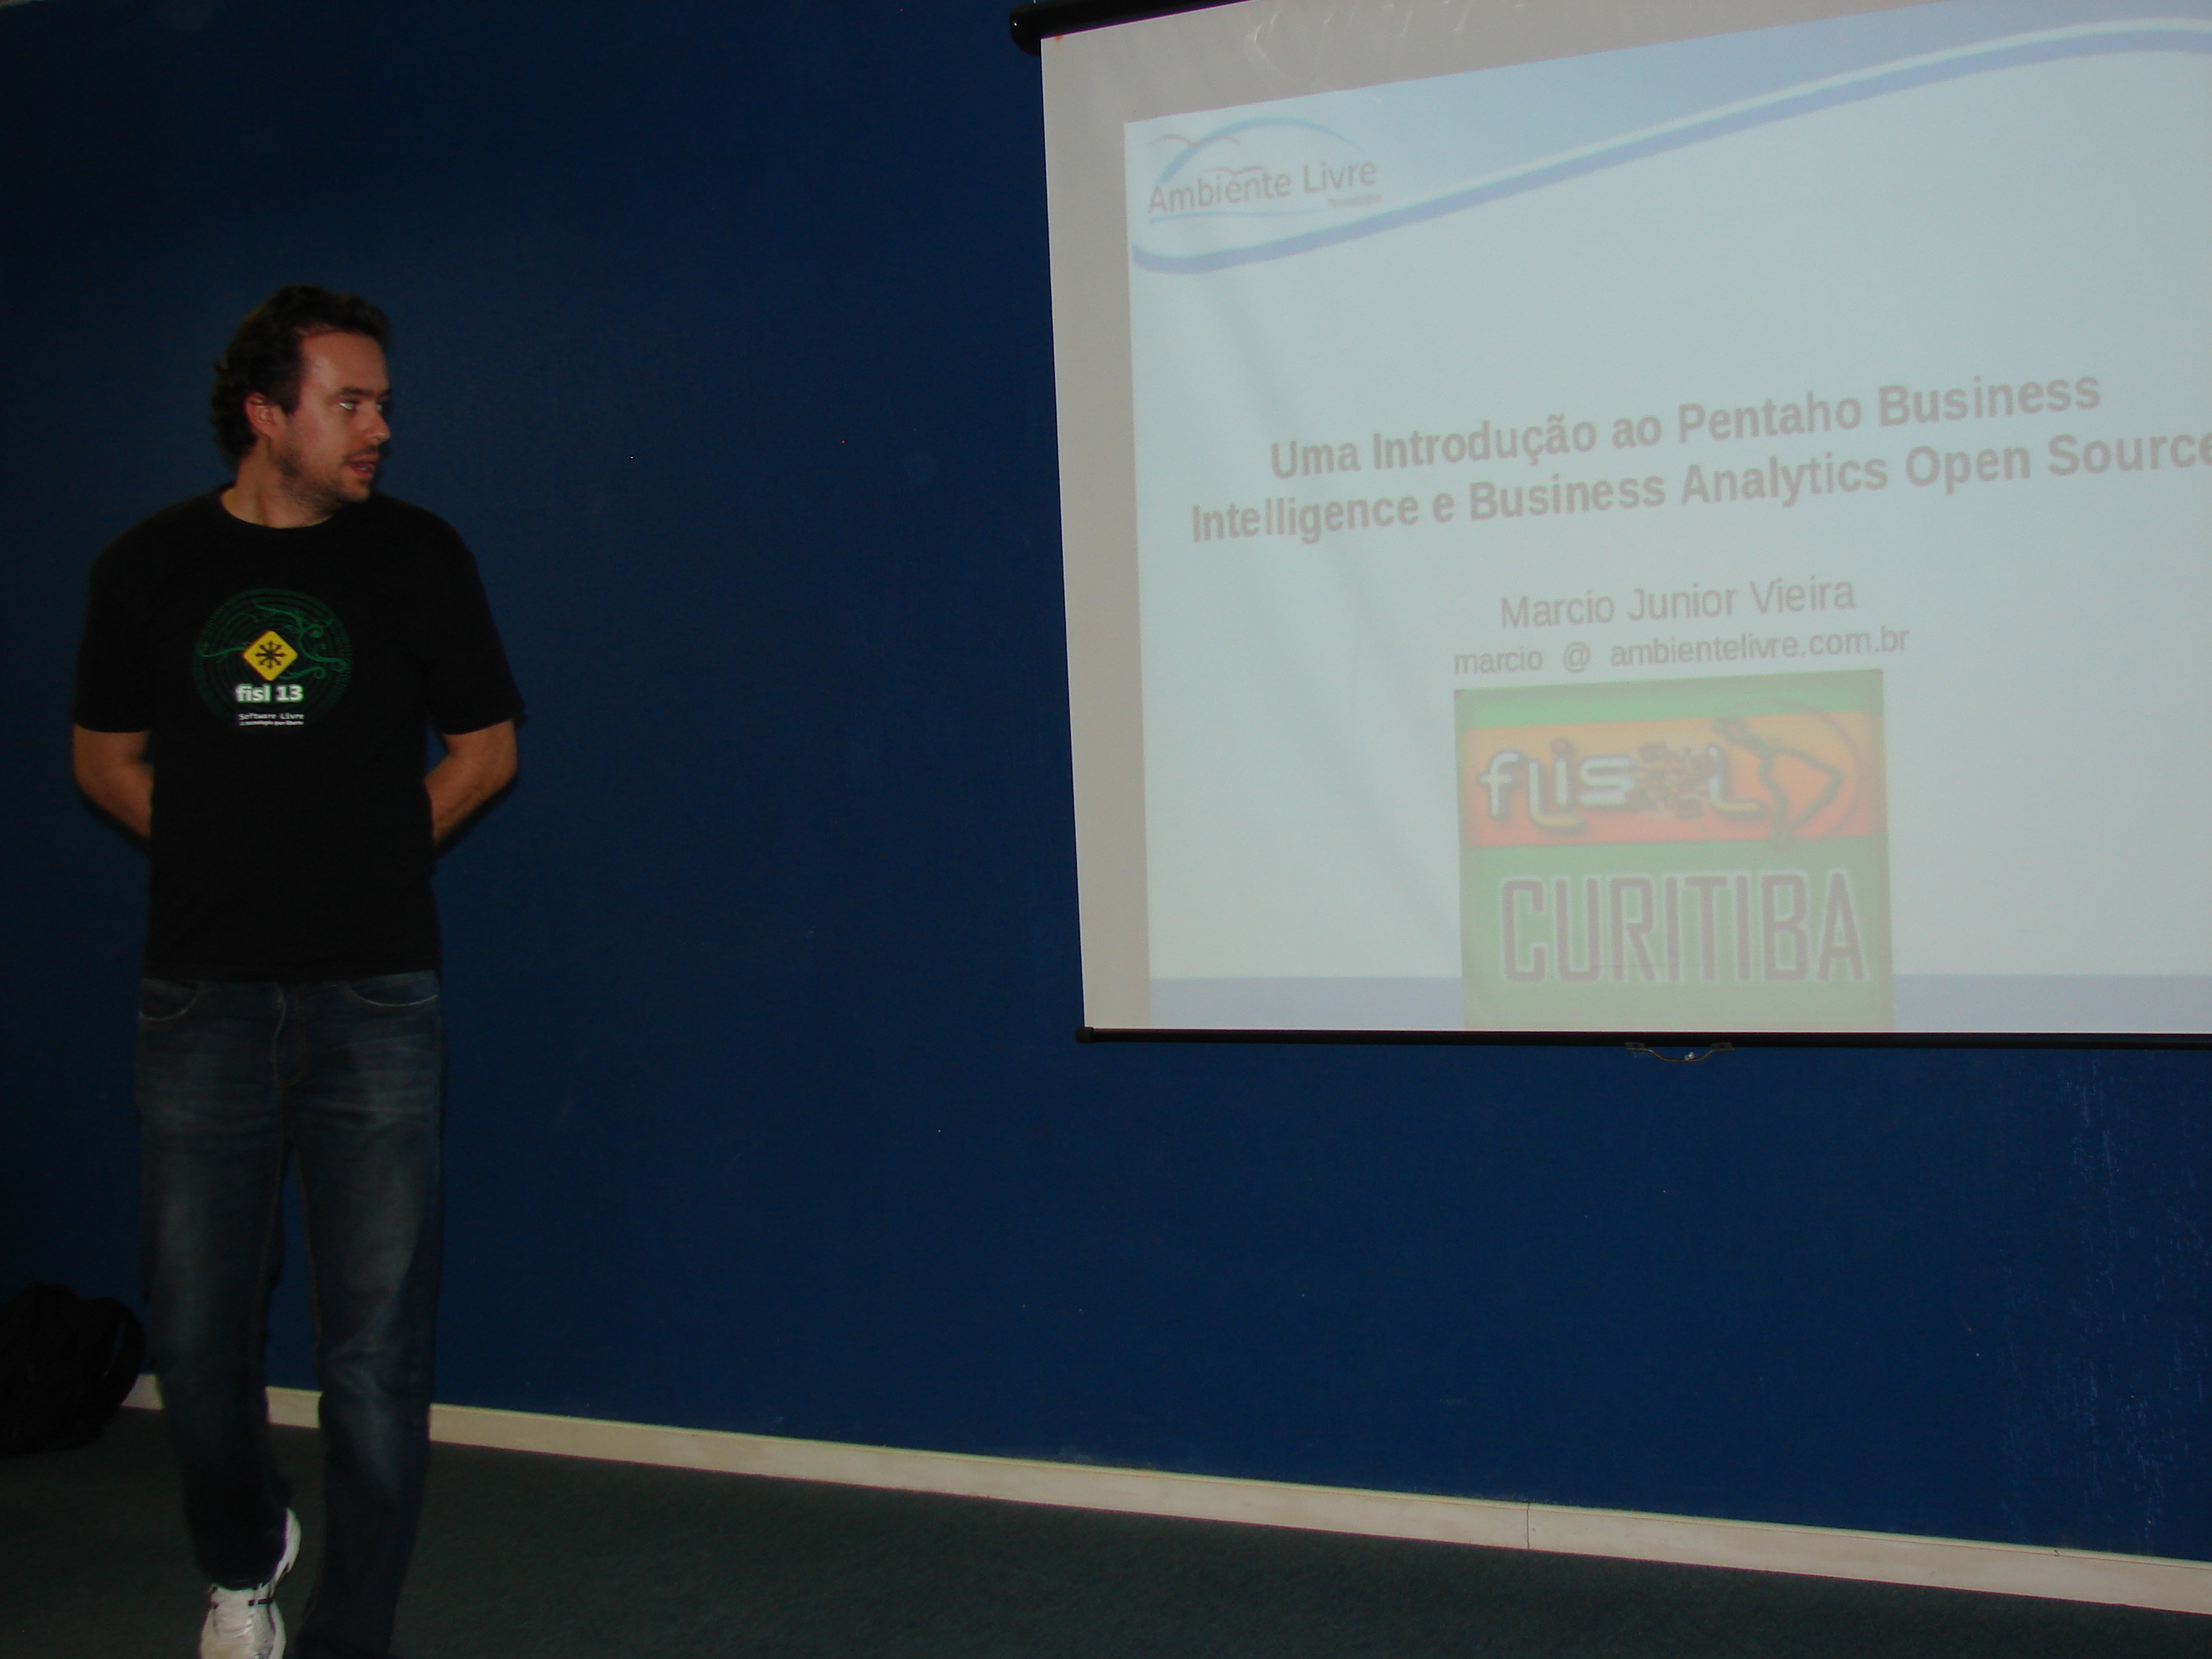 Ambiente Livre
Uma Introdução ao Pentaho Business
Intelligence e Business Analytics Open Source
Marcio Junior Vieira
marcio @ ambientelivre.com.br
flisoL
CURITIBA
fisl 13
Software Livre